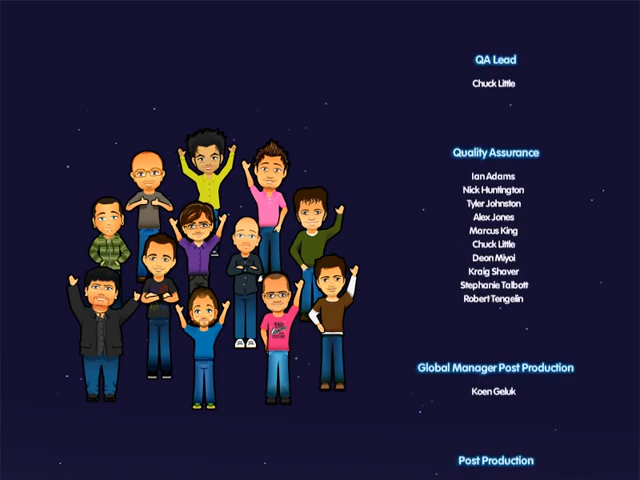 QA Lead
Chuck Little
Quality Assurance
Ian Adams
Nick Huntington
Tyler Johnston
Alex Jones
Marcus King
Chuck Little
Deon Miyoi
Kraig Shaver
Stephanie Talbott
Robert Tengelin
Global Manager Post Production
Koen Geluk
Post Production